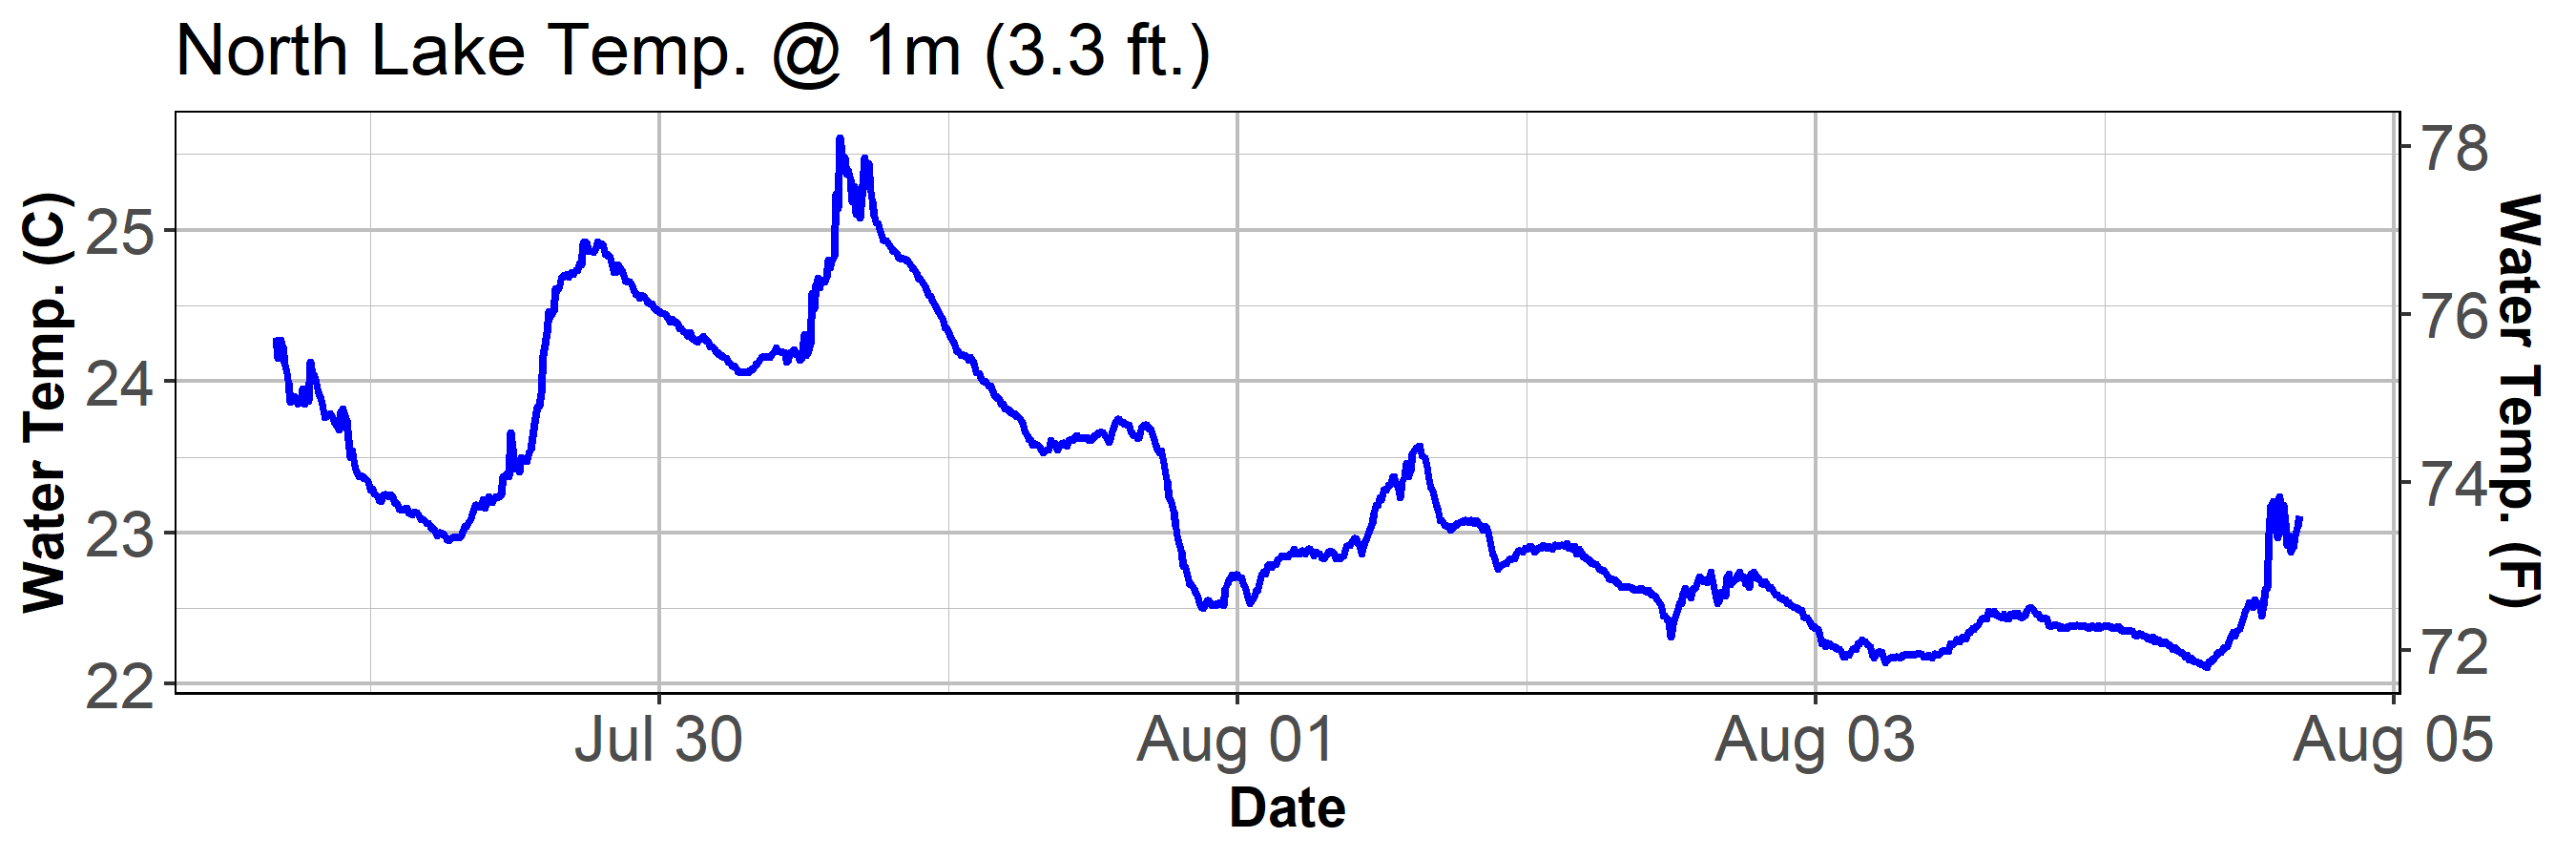 North Lake Temp. @ 1m (3.3 ft.)
Water Temp. (C)
25
24
23
22
78
76
74
72
Water Temp. (F)
Jul 30
Aug 01
Aug 03
Aug 05
Date